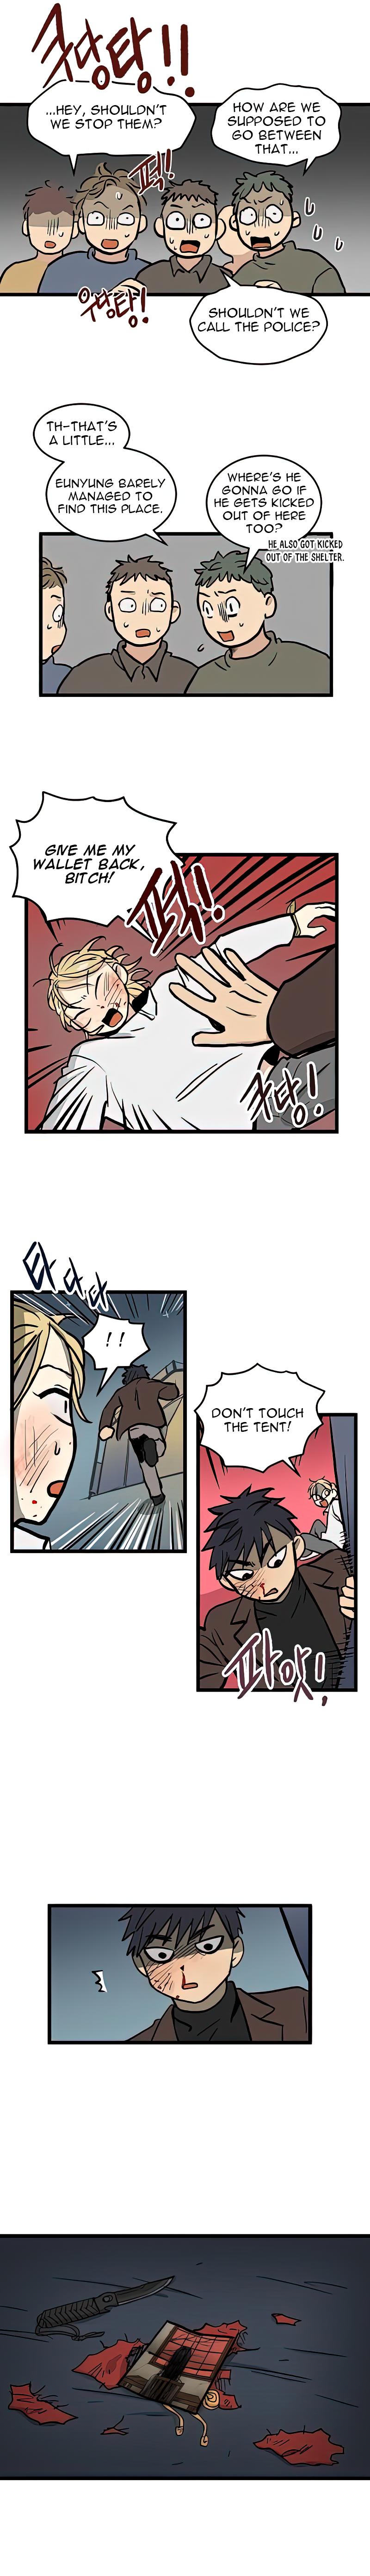 쿠당탕!!
...HEY, SHOULDN'T
WE STOP THEM?
HOW ARE WE
SUPPOSED TO
GO BETWEEN
THAT...
퍽!
우당탕!
SHOULDN'T WE
CALL THE POLICE?
TH-THAT'S
A LITTLE...
EUNYUNG BARELY
MANAGED TO
FIND THIS PLACE.
WHERE'S HE
GONNA GO IF
HE GETS KICKED
OUT OF HERE
TOO?
HE ALSO GOT KICKED
OUT OF THE SHELTER.
GIVE ME MY
WALLET BACK,
BITCH!
퍽!
쿠당!
타다다
!!
DON'T TOUCH
THE TENT!
파앗!,